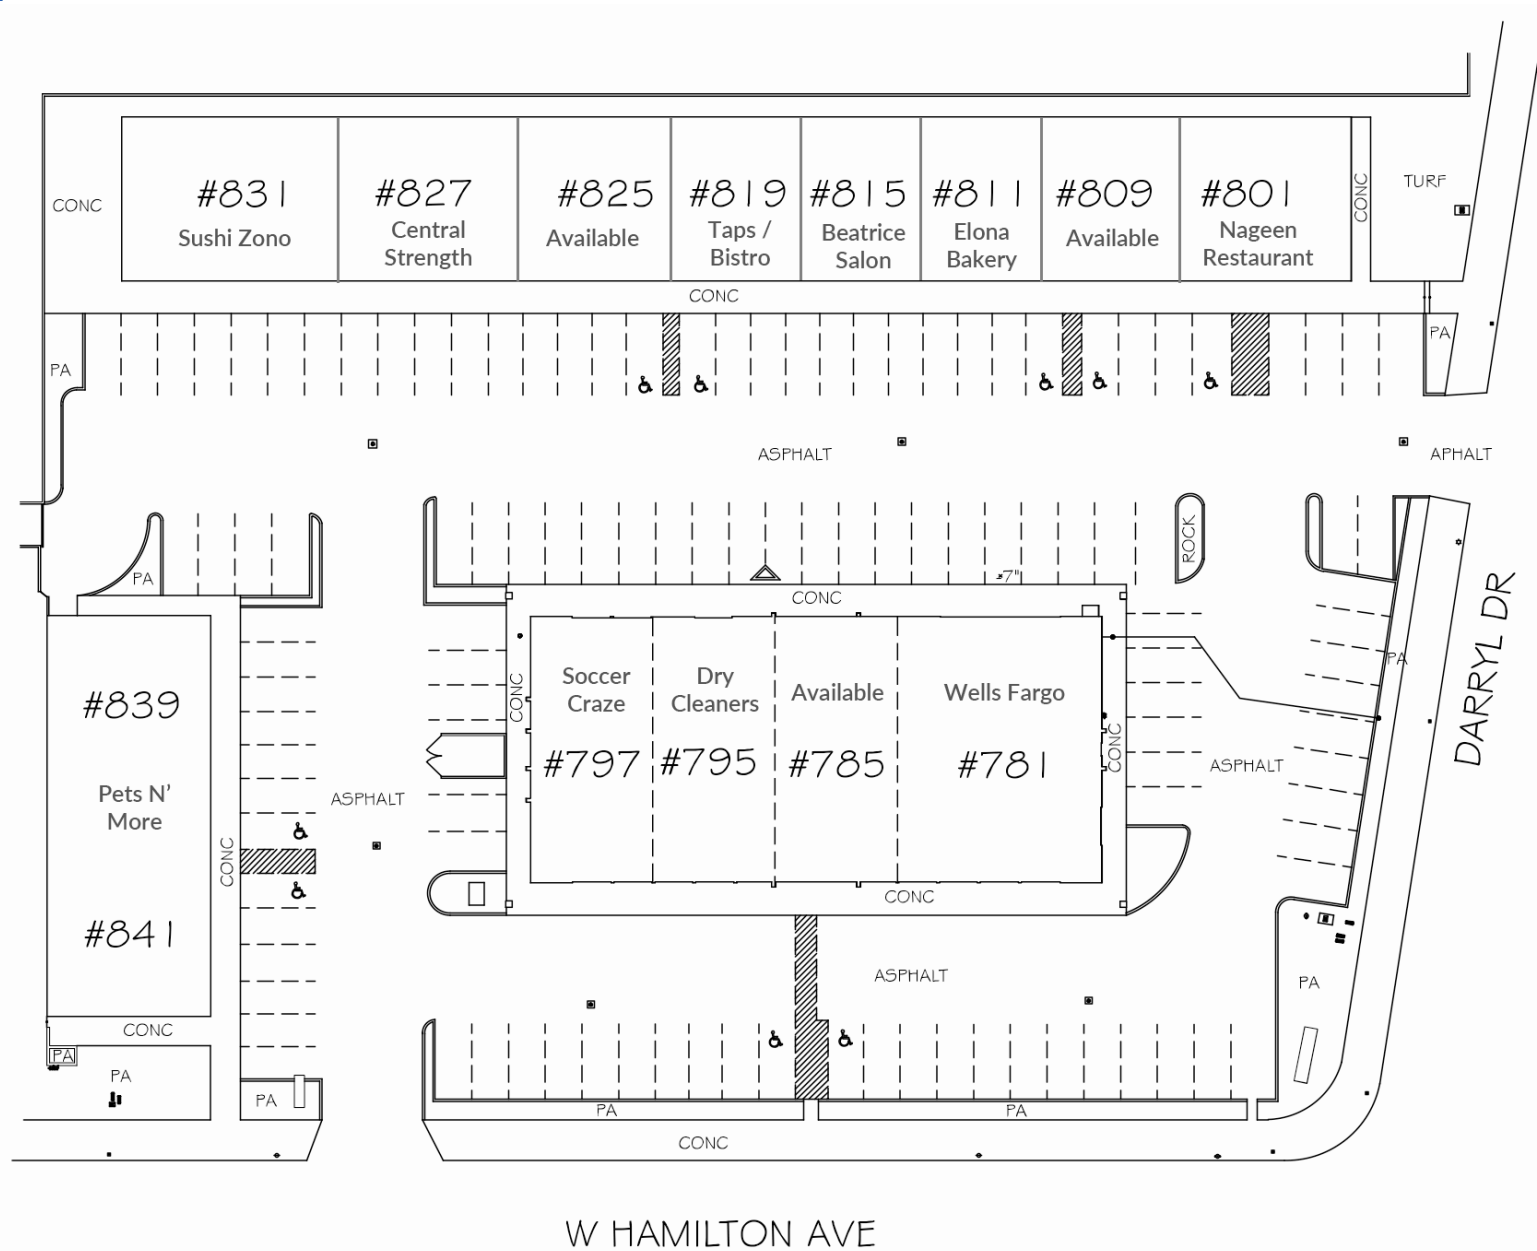 #831
Sushi Zono
#827
Central
Strength
#825
Available
#819
Taps /
Bistro
#815
Beatrice
Salon
#811
Elona
Bakery
#809
Available
#801
Nageen
Restaurant
CONC
CONC
TURF
CONC
PA
PA
ASPHALT
APHALT
ROCK
PA
7"
CONC
#839
Pets N'
More
#841
CONC
ASPHALT
CONC
Soccer
Craze
#797
Dry
Cleaners
#795
Available
#785
Wells Fargo
#781
CONC
ASPHALT
PA
DARRYL DR
CONC
ASPHALT
PA
CONC
PA
PA
PA
PA
PA
CONC
W HAMILTON AVE